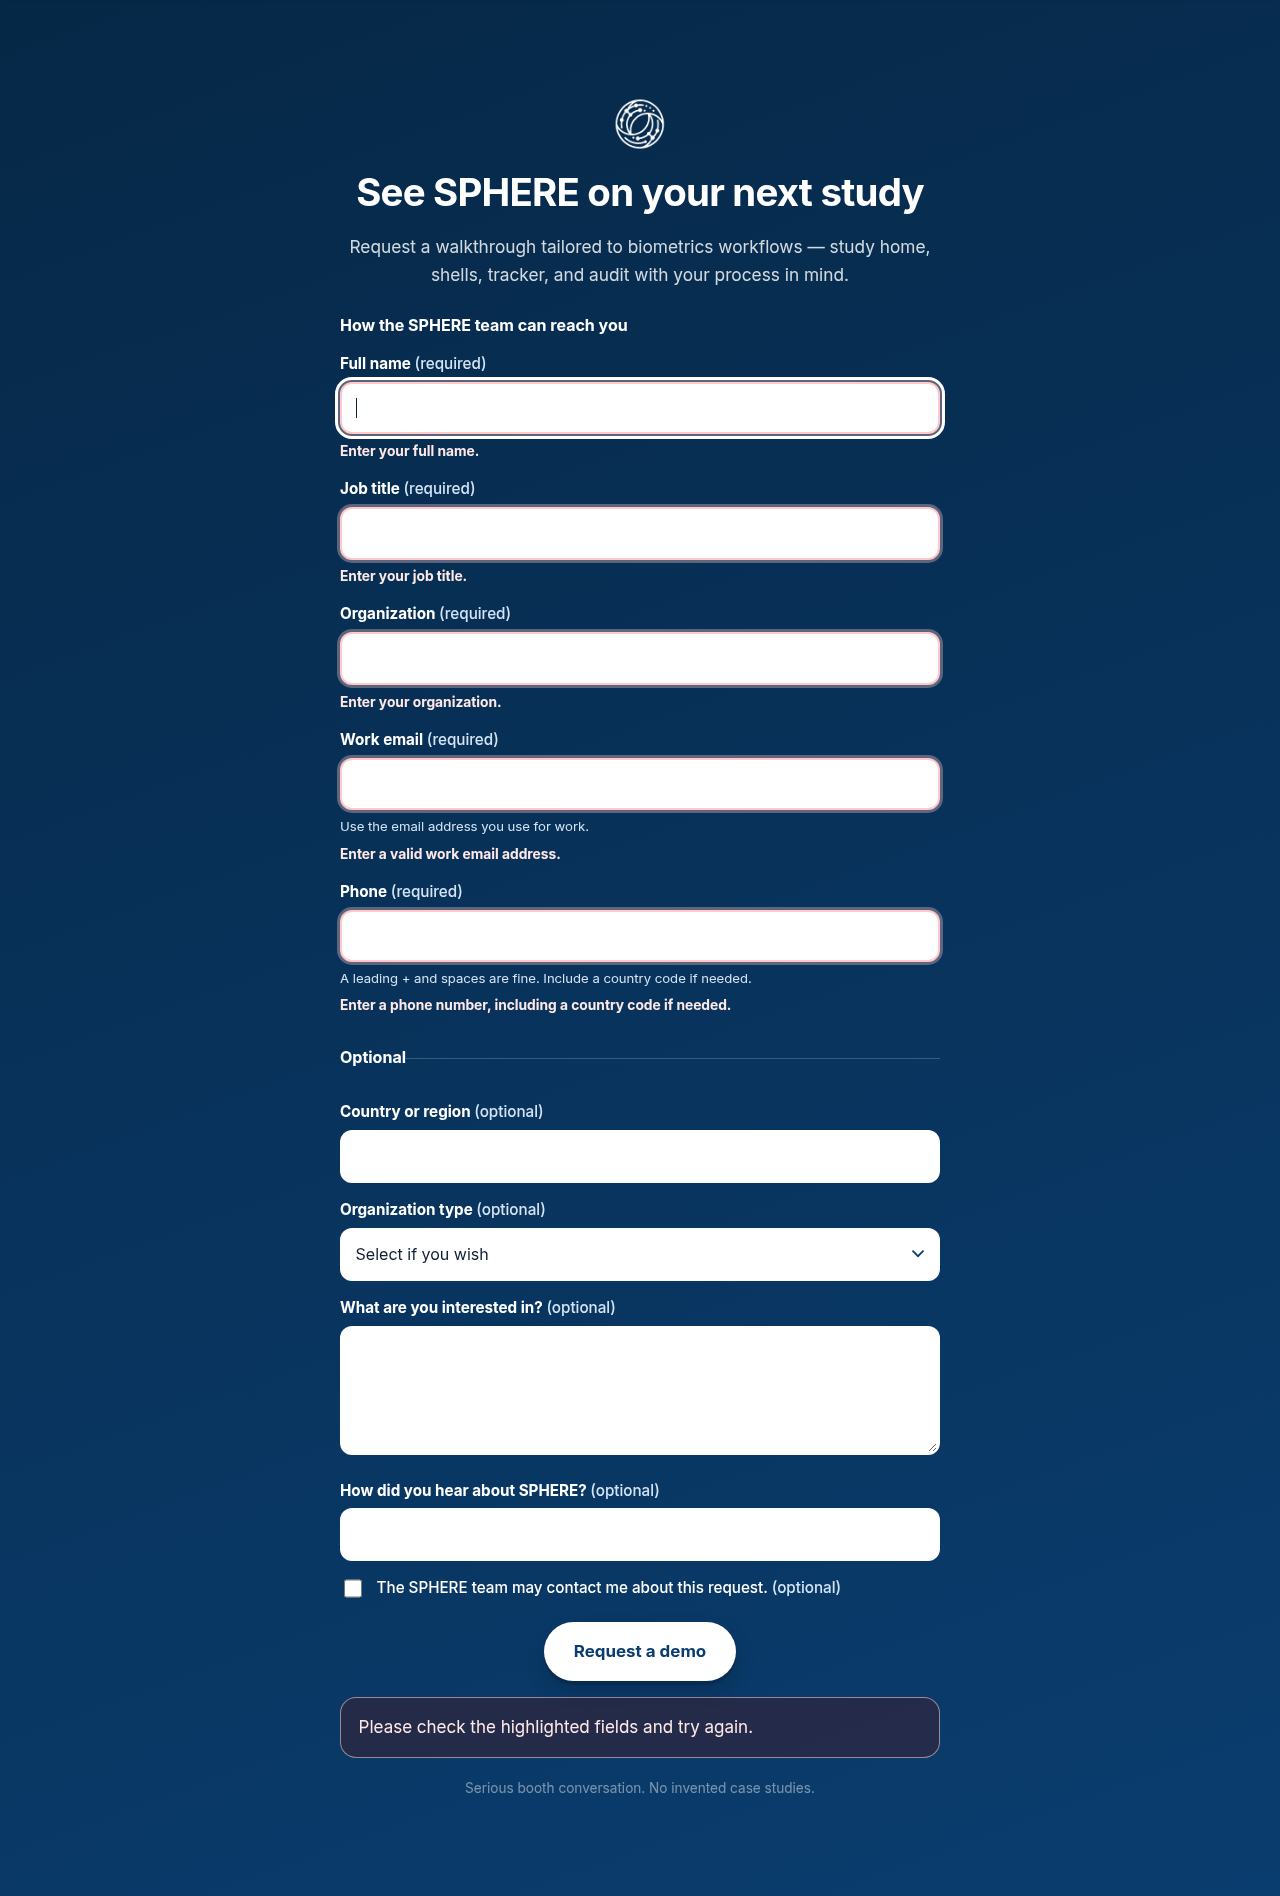 See SPHERE on your next study
Request a walkthrough tailored to biometrics workflows — study home,
shells, tracker, and audit with your process in mind.
How the SPHERE team can reach you
Full name (required)
Enter your full name.
Job title (required)
Enter your job title.
Organization (required)
Enter your organization.
Work email (required)
Use the email address you use for work.
Enter a valid work email address.
Phone (required)
A leading + and spaces are fine. Include a country code if needed.
Enter a phone number, including a country code if needed.
Optional
Country or region (optional)
Organization type (optional)
Select if you wish
What are you interested in? (optional)
How did you hear about SPHERE? (optional)
The SPHERE team may contact me about this request. (optional)
Request a demo
Please check the highlighted fields and try again.
Serious booth conversation. No invented case studies.